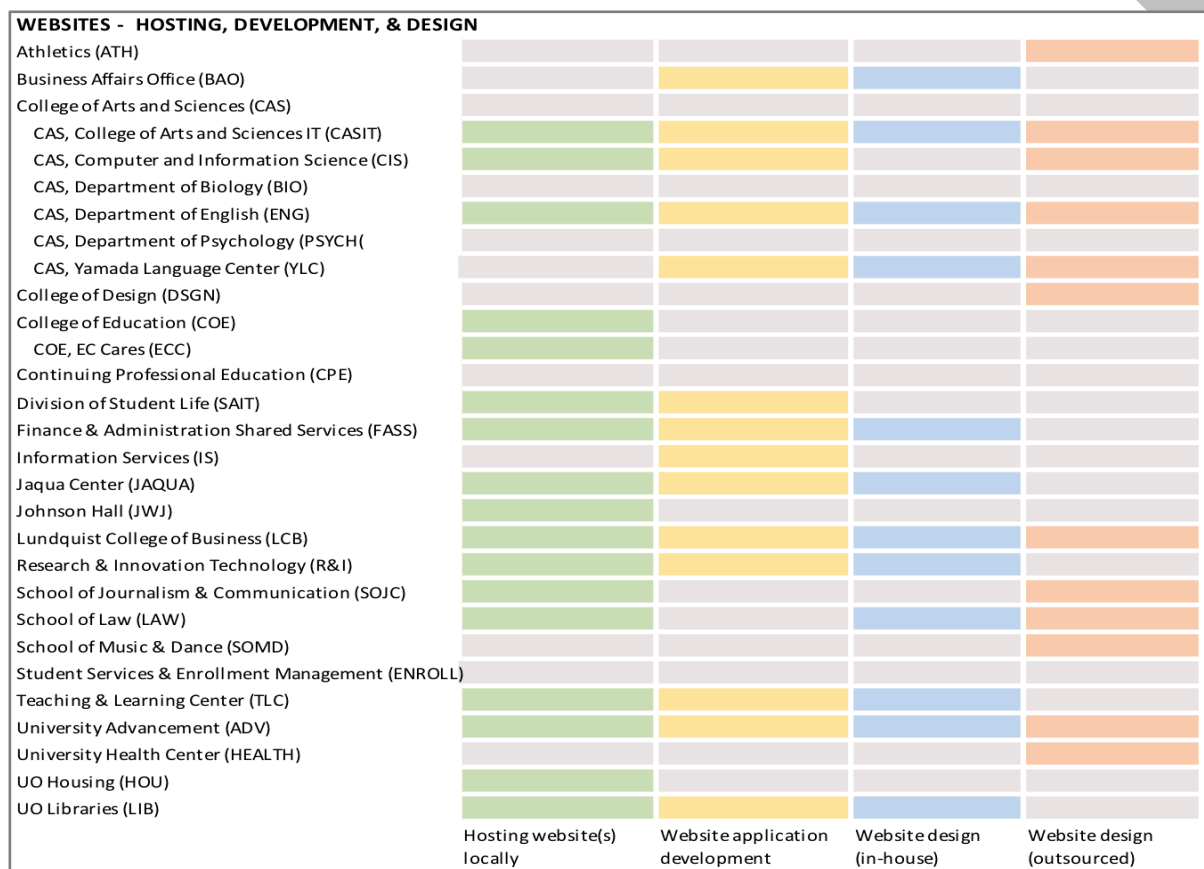 WEBSITES - HOSTING, DEVELOPMENT, & DESIGN
Athletics (ATH)
Business Affairs Office (BAO)
College of Arts and Sciences (CAS)
CAS, College of Arts and Sciences IT (CASIT)
CAS, Computer and Information Science (CIS)
CAS, Department of Biology (BIO)
CAS, Department of English (ENG)
CAS, Department of Psychology (PSYCH(
CAS, Yamada Language Center (YLC)
College of Design (DSGN)
College of Education (COE)
COE, EC Cares (ECC)
Continuing Professional Education (CPE)
Division of Student Life (SAIT)
Finance & Administration Shared Services (FASS)
Information Services (IS)
Jaqua Center (JAQUA)
Johnson Hall (JWJ)
Lundquist College of Business (LCB)
Research & Innovation Technology (R&I)
School of Journalism & Communication (SOJC)
School of Law (LAW)
School of Music & Dance (SOMD)
Student Services & Enrollment Management (ENROLL)
Teaching & Learning Center (TLC)
University Advancement (ADV)
University Health Center (HEALTH)
UO Housing (HOU)
UO Libraries (LIB)
Hosting website(s)
locally
Website application
development
Website design
(in-house)
Website design
(outsourced)